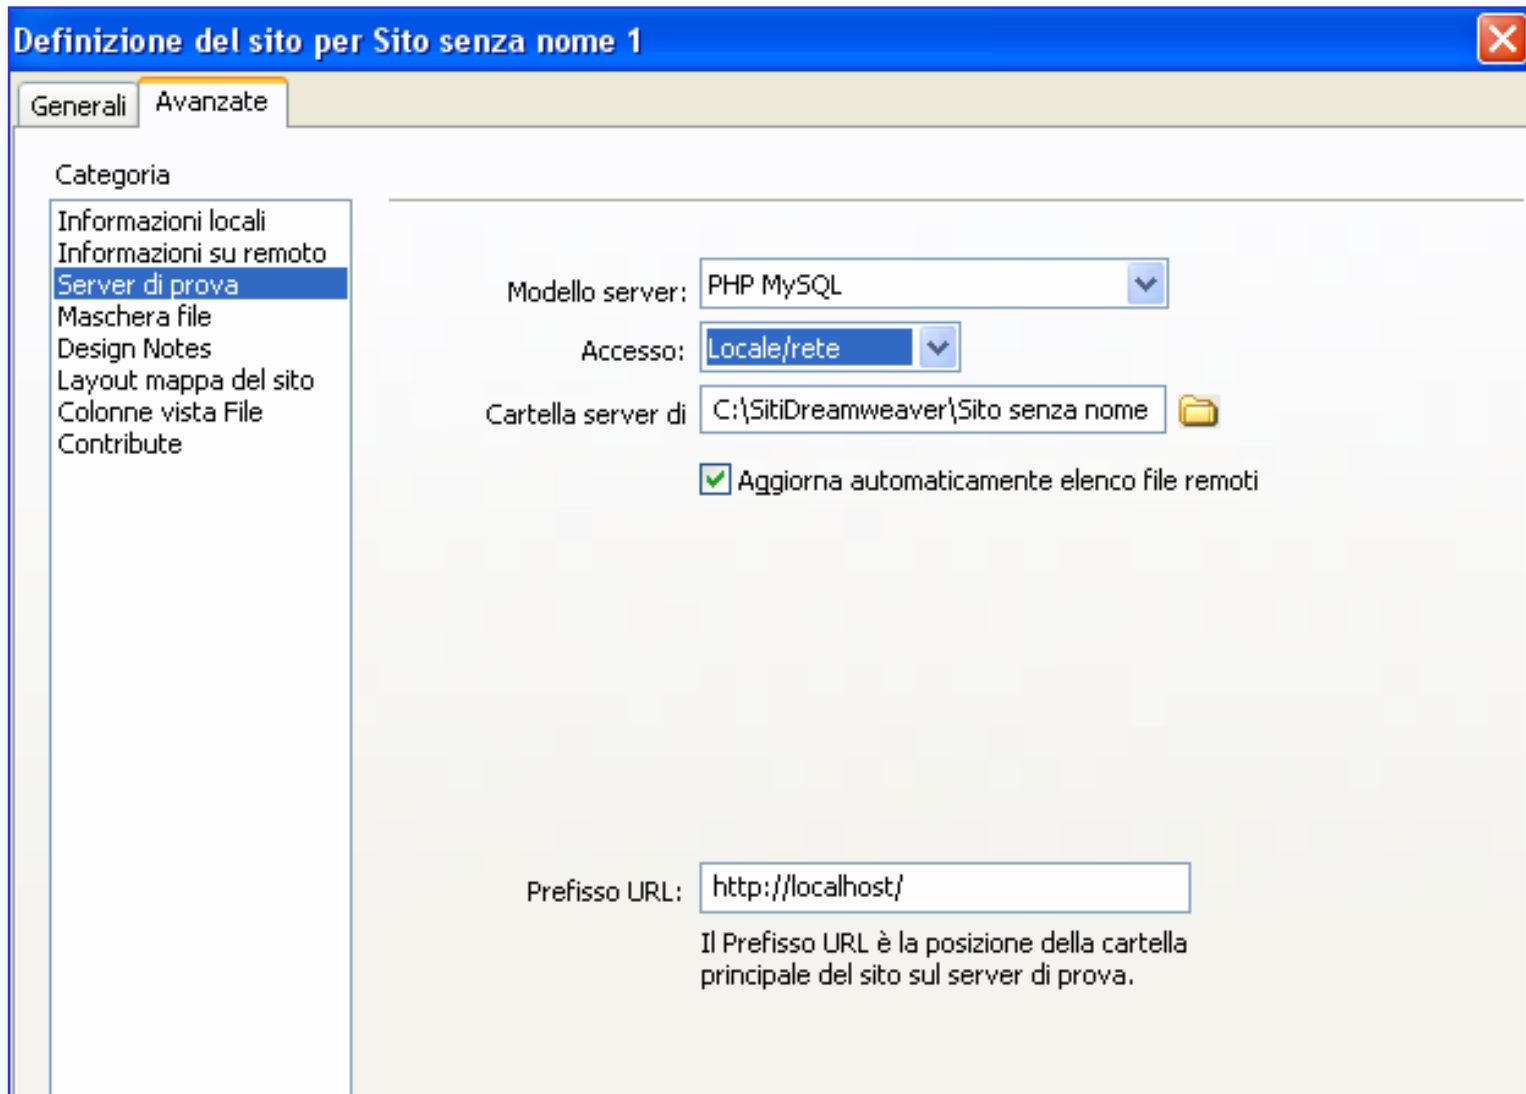 Definizione del sito per Sito senza nome 1
Generali
Avanzate
Categoria
Informazioni locali
Informazioni su remoto
Server di prova
Maschera file
Design Notes
Layout mappa del sito
Colonne vista File
Contribute
Modello server: PHP MySQL
Accesso: Locale/rete
Cartella server di C:\SitiDreamweaver\Sito senza nome
Aggiorna automaticamente elenco file remoti
Prefisso URL: http://localhost/
Il Prefisso URL è la posizione della cartella
principale del sito sul server di prova.